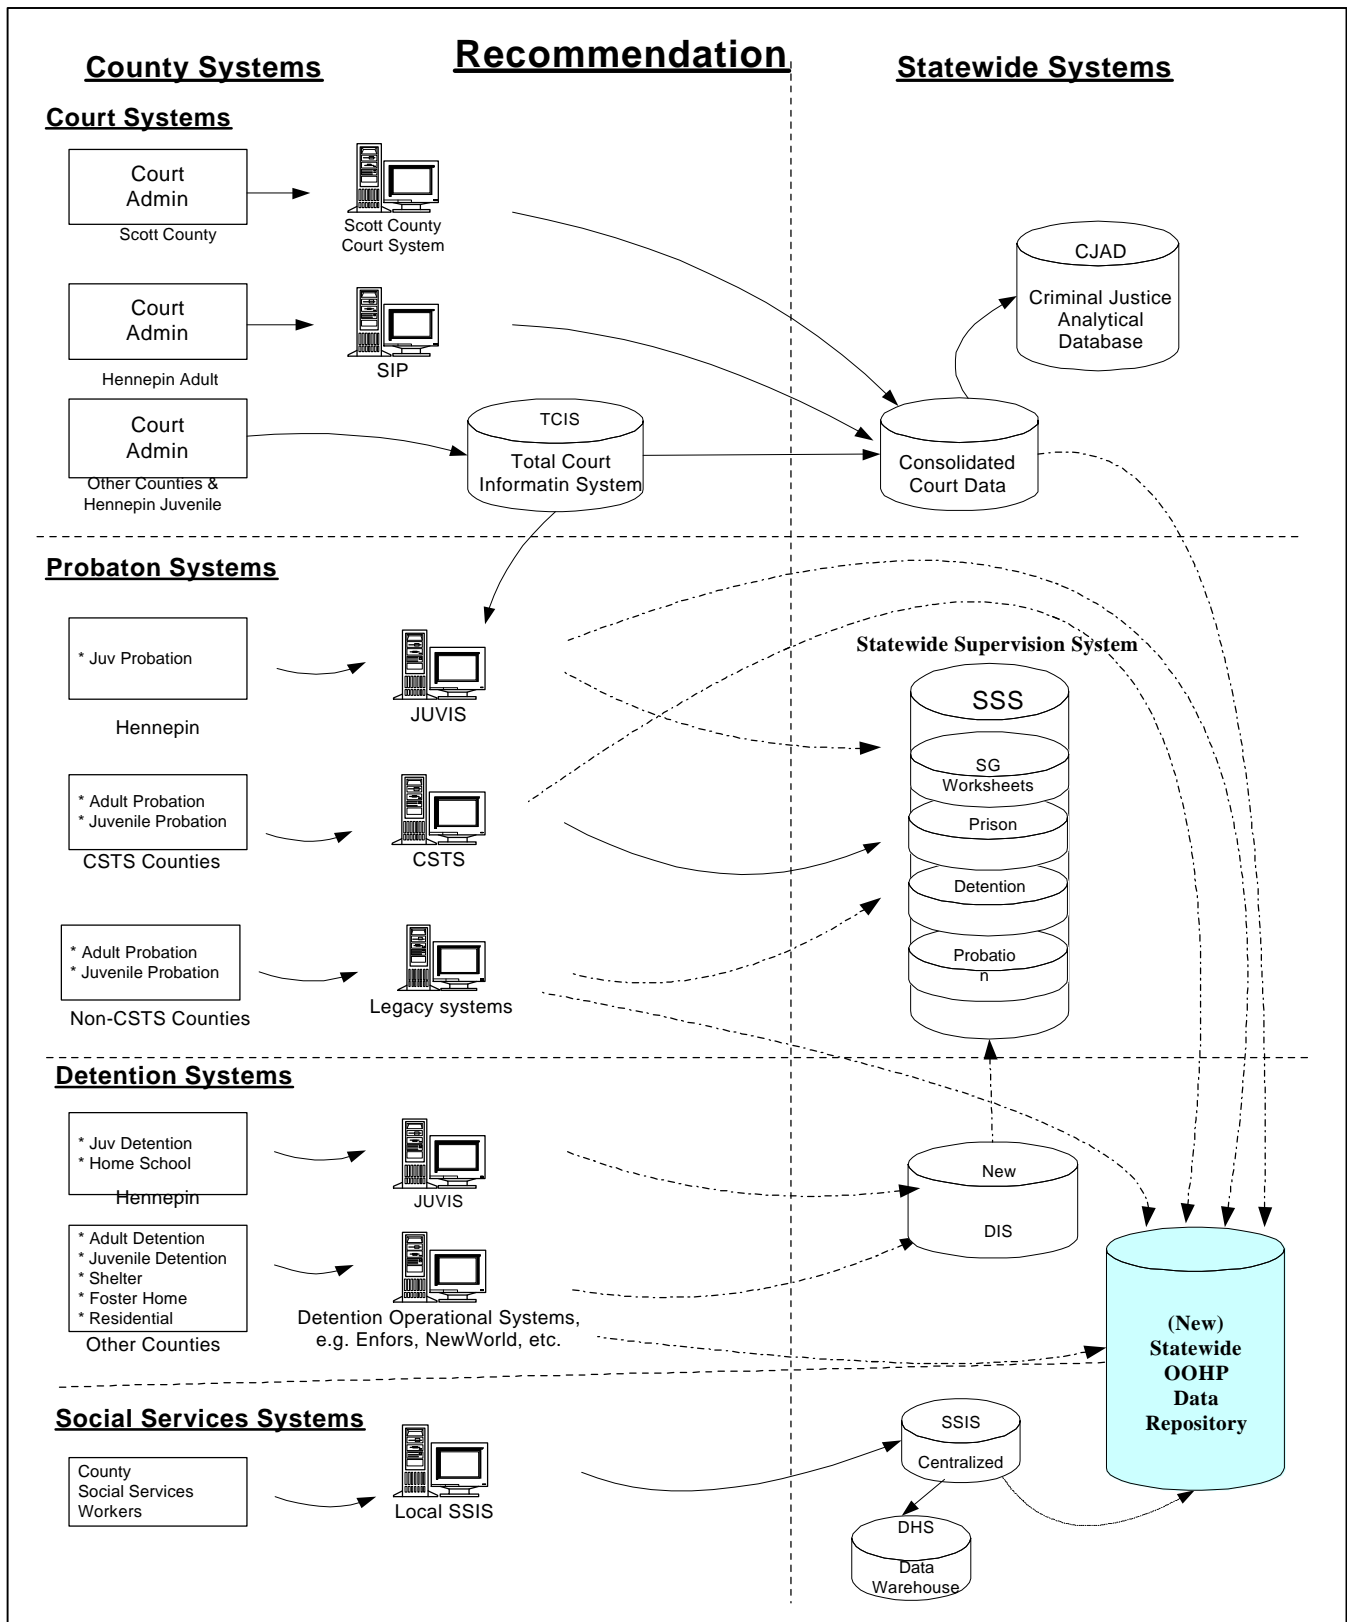 Recommendation
County Systems
Statewide Systems
Court Systems
Court
Admin
Scott County
Scott County
Court System
Court
Admin
Hennepin Adult
SIP
CJAD
Criminal Justice
Analytical
Database
Court
Admin
Other Counties &
Hennepin Juvenile
TCIS
Total Court
Informatin System
Consolidated
Court Data
Probaton Systems
* Juv Probation
Hennepin
JUVIS
Statewide Supervision System
SSS
SG
Worksheets
Prison
Detention
Probatio
n
* Adult Probation
* Juvenile Probation
CSTS Counties
CSTS
* Adult Probation
* Juvenile Probation
Non-CSTS Counties
Legacy systems
Detention Systems
* Juv Detention
* Home School
Hennepin
JUVIS
New
DIS
* Adult Detention
* Juvenile Detention
* Shelter
* Foster Home
* Residential
Other Counties
Detention Operational Systems,
e.g. Enfors, NewWorld, etc.
(New)
Statewide
OOHP
Data
Repository
Social Services Systems
County
Social Services
Workers
Local SSIS
SSIS
Centralized
DHS
Data
Warehouse